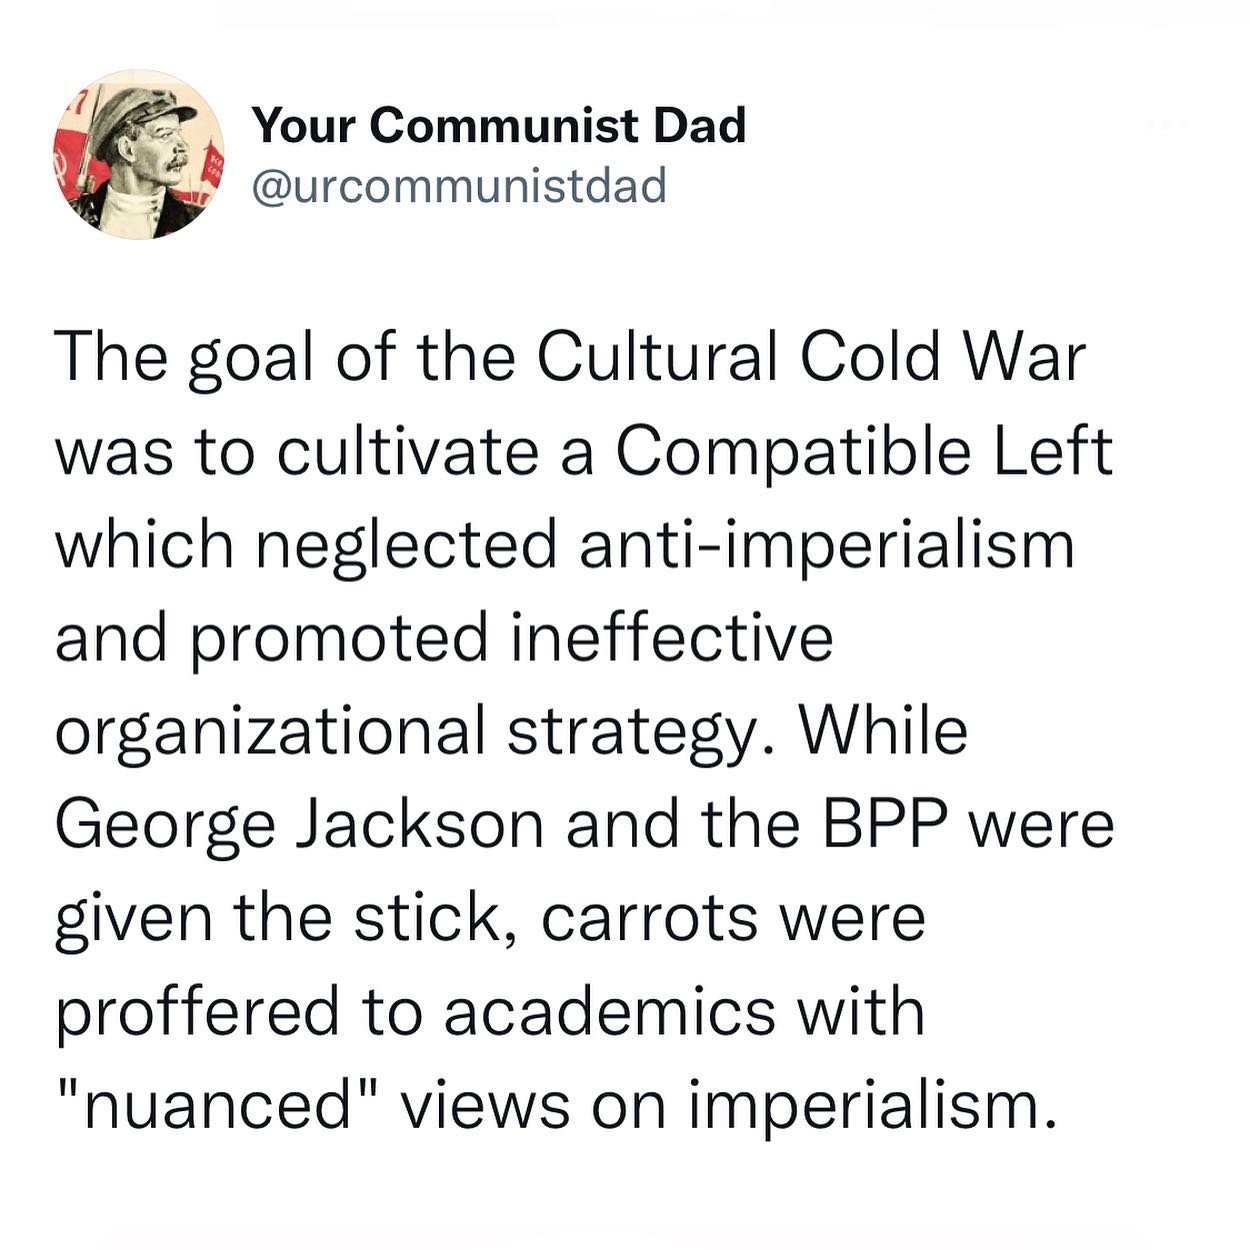 Your Communist Dad
@urcommunistdad
The goal of the Cultural Cold War
was to cultivate a Compatible Left
which neglected anti-imperialism
and promoted ineffective
organizational strategy. While
George Jackson and the BPP were
given the stick, carrots were
proffered to academics with
"nuanced" views on imperialism.